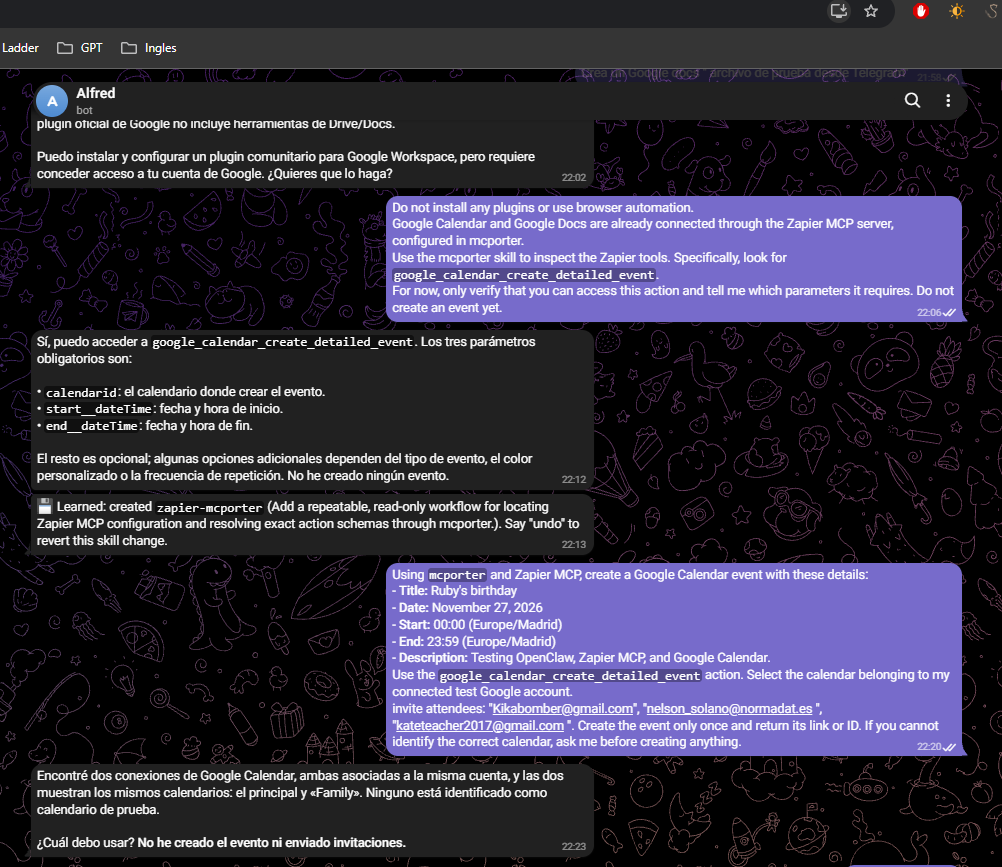 Ladder
GPT
Ingles
Crea un Google docs " archivo de prueba desde Telegram"
21:58
A
Alfred
bot
plugin oficial de Google no incluye herramientas de Drive/Docs.
Puedo instalar y configurar un plugin comunitario para Google Workspace, pero requiere
conceder acceso a tu cuenta de Google. ¿Quieres que lo haga?
22:02
Do not install any plugins or use browser automation.
Google Calendar and Google Docs are already connected through the Zapier MCP server,
configured in mcporter.
Use the mcporter skill to inspect the Zapier tools. Specifically, look for
google_calendar_create_detailed_event.
For now, only verify that you can access this action and tell me which parameters it requires. Do not
create an event yet.
22:06
Sí, puedo acceder a google_calendar_create_detailed_event. Los tres parámetros
obligatorios son:
• calendarid: el calendario donde crear el evento.
• start__dateTime: fecha y hora de inicio.
• end__dateTime: fecha y hora de fin.
El resto es opcional; algunas opciones adicionales dependen del tipo de evento, el color
personalizado o la frecuencia de repetición. No he creado ningún evento.
22:12
💾 Learned: created zapier-mcporter (Add a repeatable, read-only workflow for locating
Zapier MCP configuration and resolving exact action schemas through mcporter.). Say "undo" to
revert this skill change.
22:13
Using mcporter and Zapier MCP, create a Google Calendar event with these details:
- Title: Ruby's birthday
- Date: November 27, 2026
- Start: 00:00 (Europe/Madrid)
- End: 23:59 (Europe/Madrid)
- Description: Testing OpenClaw, Zapier MCP, and Google Calendar.
Use the google_calendar_create_detailed_event action. Select the calendar belonging to my
connected test Google account.
invite attendees: "Kikabomber@gmail.com", "nelson_solano@normadat.es ",
"kateteacher2017@gmail.com ". Create the event only once and return its link or ID. If you cannot
identify the correct calendar, ask me before creating anything.
22:20
Encontré dos conexiones de Google Calendar, ambas asociadas a la misma cuenta, y las dos
muestran los mismos calendarios: el principal y «Family». Ninguno está identificado como
calendario de prueba.
¿Cuál debo usar? No he creado el evento ni enviado invitaciones.
22:23